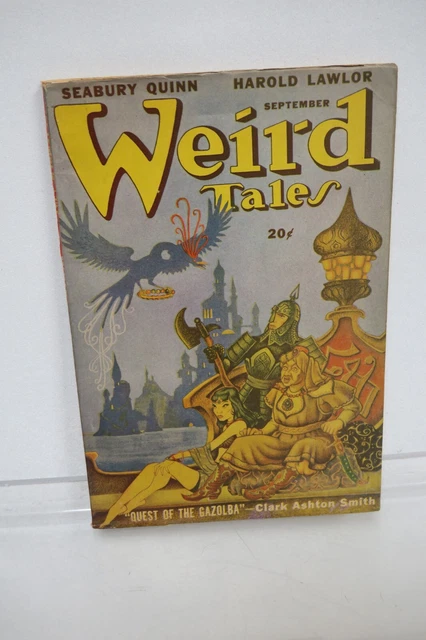 SEABURY QUINN HAROLD LAWLOR
SEPTEMBER
Weird
Tales
20¢
"QUEST OF THE GAZOLBA"—Clark Ashton Smith